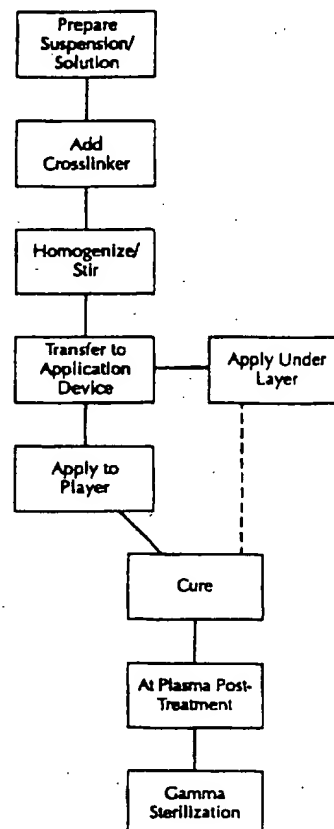 Prepare
Suspension/
Solution
Add
Crosslinker
Homogenize/
Stir
Transfer to
Application
Device
Apply Under
Layer
Apply to
Player
Cure
At Plasma Post-
Treatment
Gamma
Sterilization